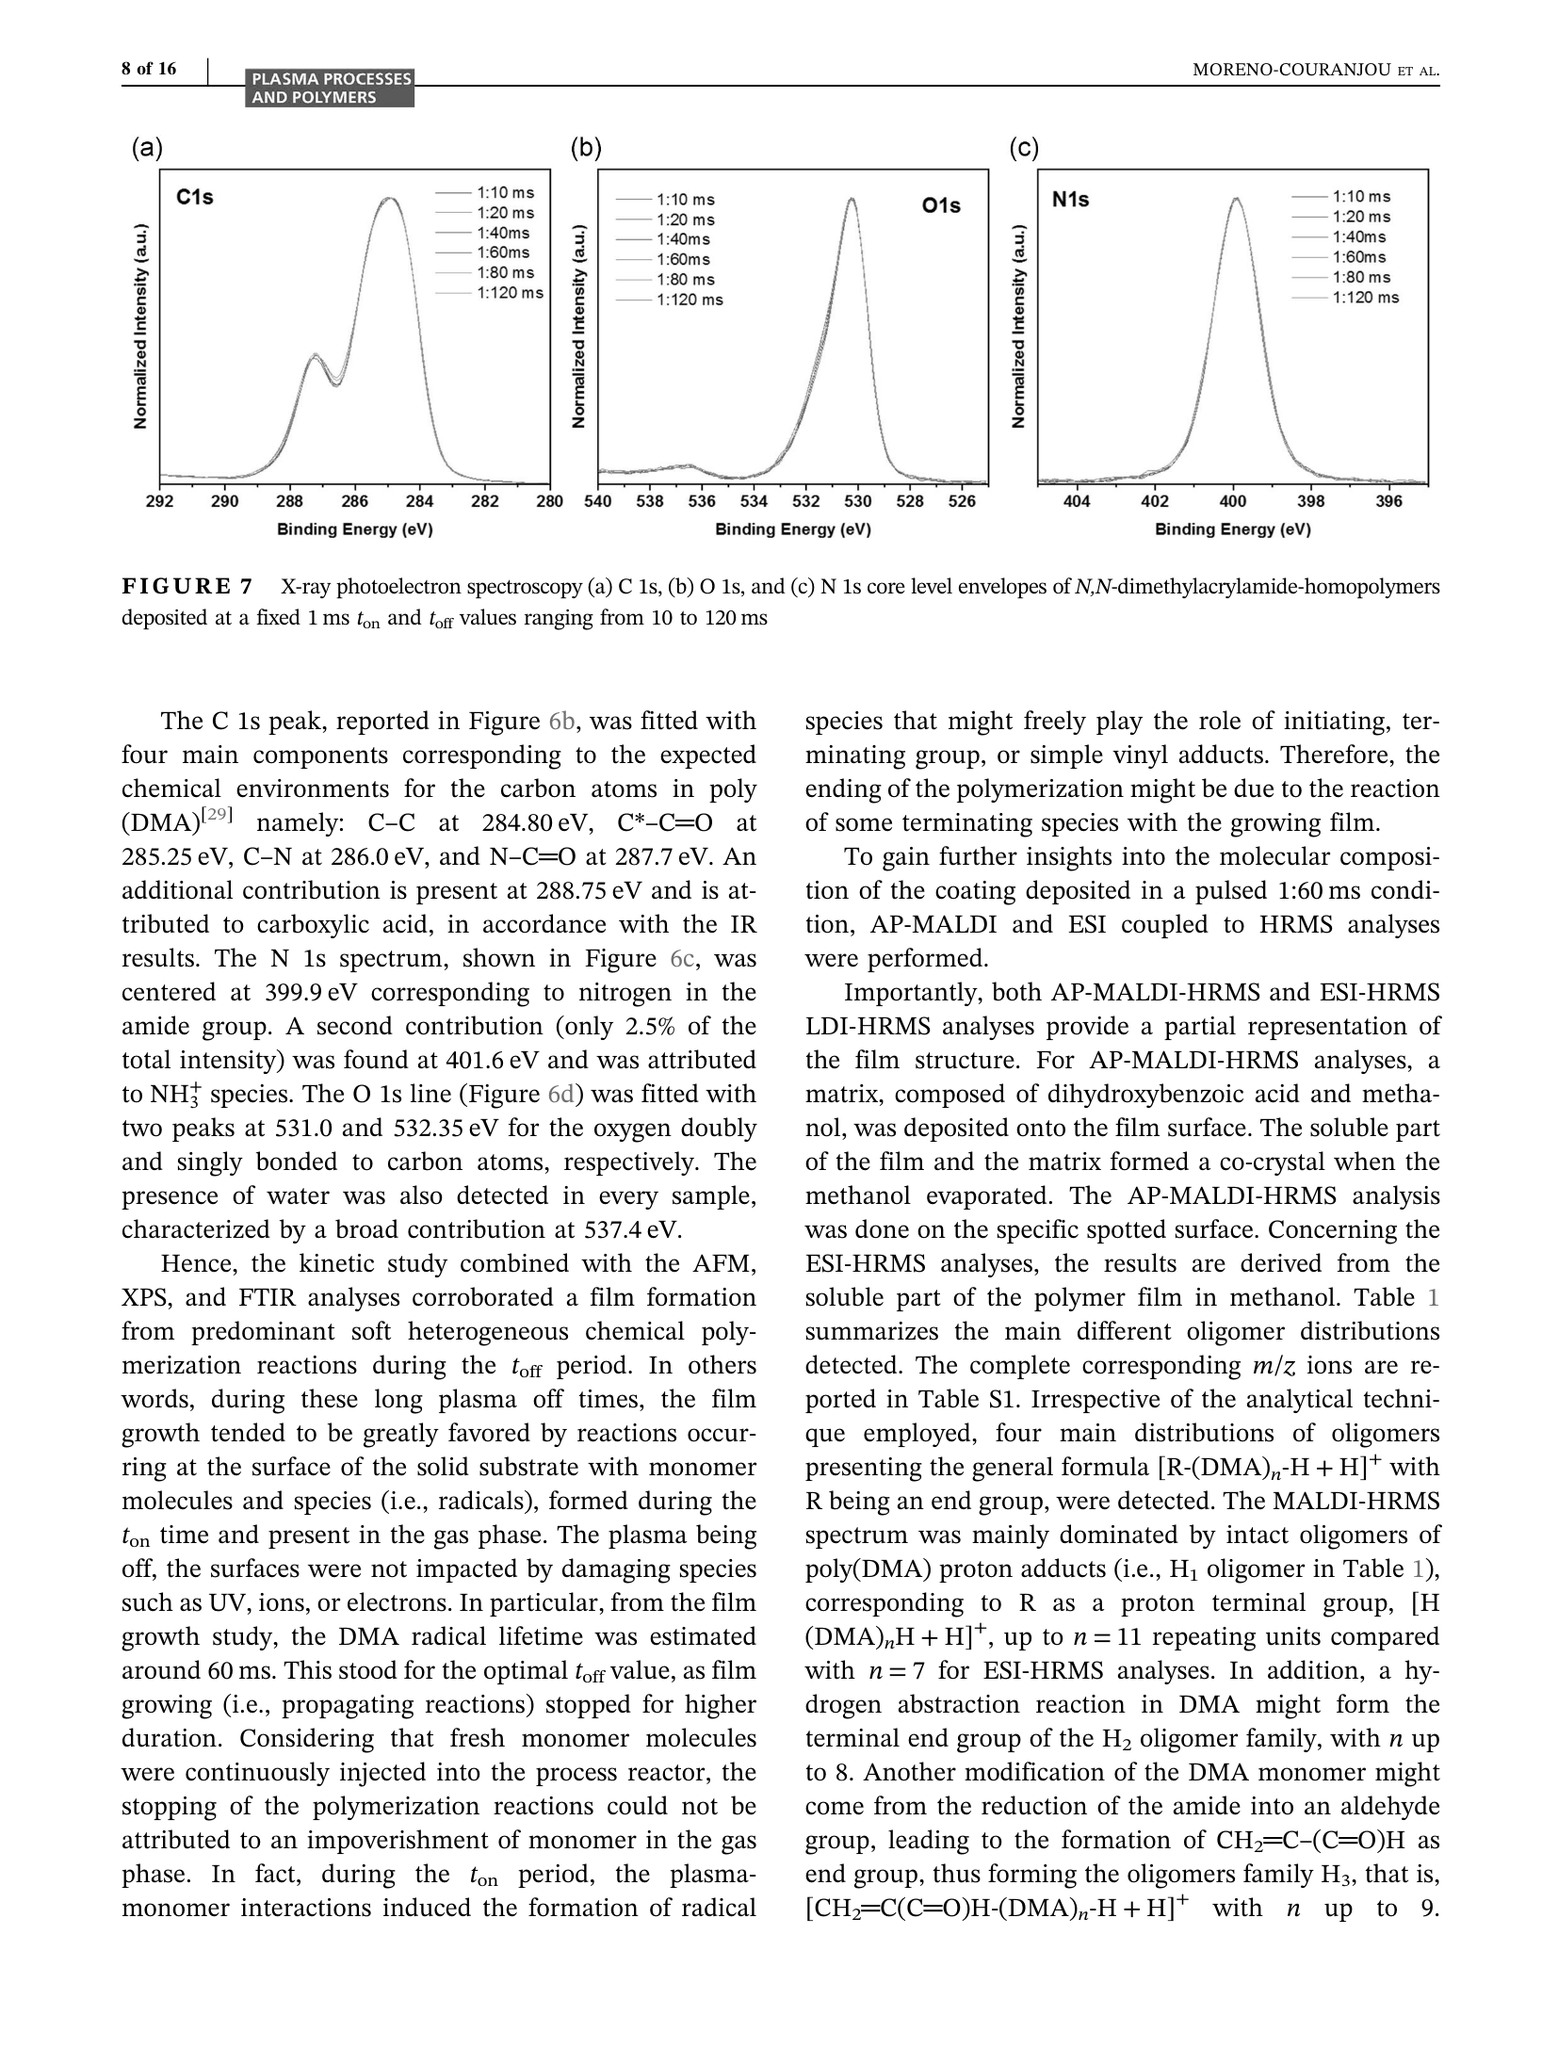 8 of 16
PLASMA PROCESSES
AND POLYMERS
MORENO-COURANJOU ET AL.
(a)
C1s
1:10 ms
1:20 ms
1:40ms
1:60ms
1:80 ms
1:120 ms
Normalized Intensity (a.u.)
292 290 288 286 284 282 280
Binding Energy (eV)
(b)
O1s
1:10 ms
1:20 ms
1:40ms
1:60ms
1:80 ms
1:120 ms
Normalized Intensity (a.u.)
540 538 536 534 532 530 528 526
Binding Energy (eV)
(c)
N1s
1:10 ms
1:20 ms
1:40ms
1:60ms
1:80 ms
1:120 ms
Normalized Intensity (a.u.)
404 402 400 398 396
Binding Energy (eV)
FIGURE 7 X-ray photoelectron spectroscopy (a) C 1s, (b) O 1s, and (c) N 1s core level envelopes of N,N-dimethylacrylamide-homopolymers
deposited at a fixed 1 ms ton and toff values ranging from 10 to 120 ms
The C 1s peak, reported in Figure 6b, was fitted with
four main components corresponding to the expected
chemical environments for the carbon atoms in poly
(DMA)[29] namely: C–C at 284.80 eV, C*–C=O at
285.25 eV, C–N at 286.0 eV, and N–C=O at 287.7 eV. An
additional contribution is present at 288.75 eV and is at-
tributed to carboxylic acid, in accordance with the IR
results. The N 1s spectrum, shown in Figure 6c, was
centered at 399.9 eV corresponding to nitrogen in the
amide group. A second contribution (only 2.5% of the
total intensity) was found at 401.6 eV and was attributed
to NH3+ species. The O 1s line (Figure 6d) was fitted with
two peaks at 531.0 and 532.35 eV for the oxygen doubly
and singly bonded to carbon atoms, respectively. The
presence of water was also detected in every sample,
characterized by a broad contribution at 537.4 eV.
Hence, the kinetic study combined with the AFM,
XPS, and FTIR analyses corroborated a film formation
from predominant soft heterogeneous chemical poly-
merization reactions during the toff period. In others
words, during these long plasma off times, the film
growth tended to be greatly favored by reactions occur-
ring at the surface of the solid substrate with monomer
molecules and species (i.e., radicals), formed during the
ton time and present in the gas phase. The plasma being
off, the surfaces were not impacted by damaging species
such as UV, ions, or electrons. In particular, from the film
growth study, the DMA radical lifetime was estimated
around 60 ms. This stood for the optimal toff value, as film
growing (i.e., propagating reactions) stopped for higher
duration. Considering that fresh monomer molecules
were continuously injected into the process reactor, the
stopping of the polymerization reactions could not be
attributed to an impoverishment of monomer in the gas
phase. In fact, during the ton period, the plasma-
monomer interactions induced the formation of radical
species that might freely play the role of initiating, ter-
minating group, or simple vinyl adducts. Therefore, the
ending of the polymerization might be due to the reaction
of some terminating species with the growing film.
To gain further insights into the molecular composi-
tion of the coating deposited in a pulsed 1:60 ms condi-
tion, AP-MALDI and ESI coupled to HRMS analyses
were performed.
Importantly, both AP-MALDI-HRMS and ESI-HRMS
LDI-HRMS analyses provide a partial representation of
the film structure. For AP-MALDI-HRMS analyses, a
matrix, composed of dihydroxybenzoic acid and metha-
nol, was deposited onto the film surface. The soluble part
of the film and the matrix formed a co-crystal when the
methanol evaporated. The AP-MALDI-HRMS analysis
was done on the specific spotted surface. Concerning the
ESI-HRMS analyses, the results are derived from the
soluble part of the polymer film in methanol. Table 1
summarizes the main different oligomer distributions
detected. The complete corresponding m/z ions are re-
ported in Table S1. Irrespective of the analytical techni-
que employed, four main distributions of oligomers
presenting the general formula [R-(DMA)n-H + H]+ with
R being an end group, were detected. The MALDI-HRMS
spectrum was mainly dominated by intact oligomers of
poly(DMA) proton adducts (i.e., H1 oligomer in Table 1),
corresponding to R as a proton terminal group, [H
(DMA)nH + H]+, up to n = 11 repeating units compared
with n = 7 for ESI-HRMS analyses. In addition, a hy-
drogen abstraction reaction in DMA might form the
terminal end group of the H2 oligomer family, with n up
to 8. Another modification of the DMA monomer might
come from the reduction of the amide into an aldehyde
group, leading to the formation of CH2=C–(C=O)H as
end group, thus forming the oligomers family H3, that is,
[CH2=C(C=O)H-(DMA)n-H + H]+ with n up to 9.